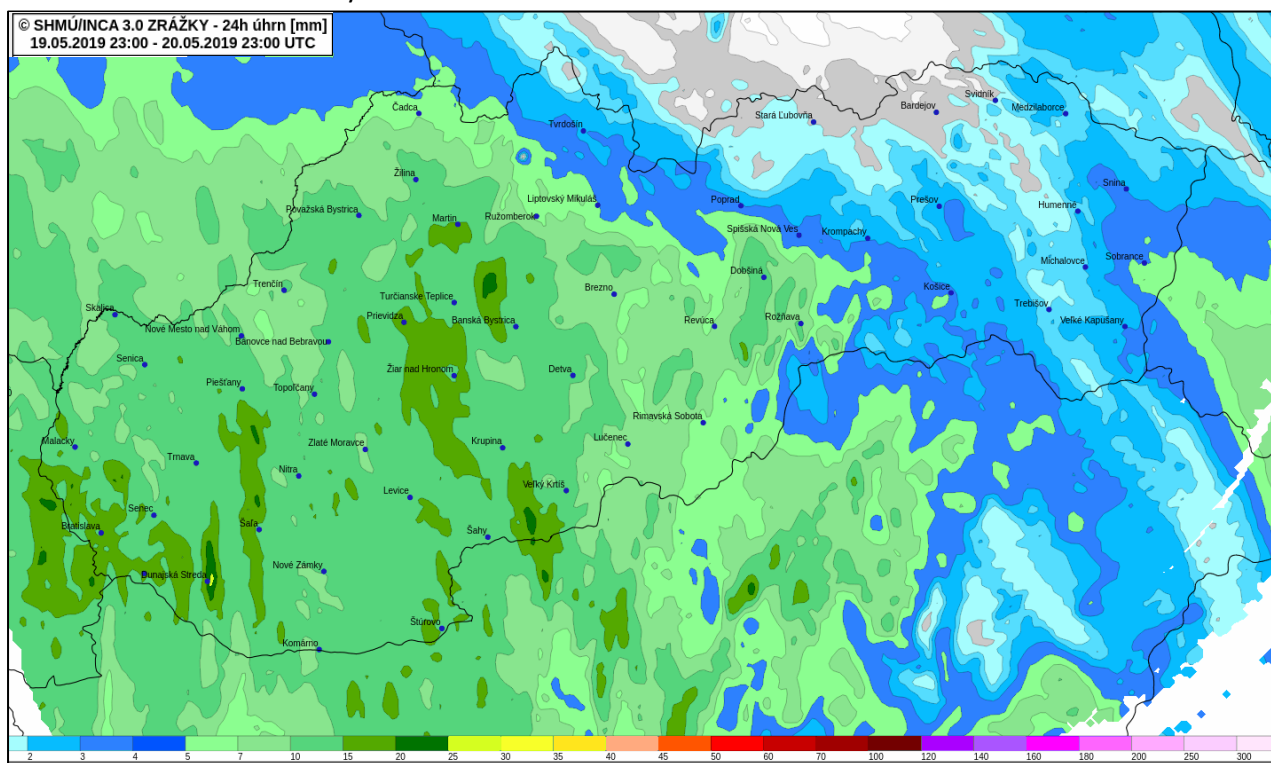 © SHMÚ/INCA 3.0 ZRÁŽKY - 24h úhrn [mm]
19.05.2019 23:00 - 20.05.2019 23:00 UTC
Svidník
Čadca
Bardejov
Medzilaborce
Stará Ľubovňa
Tvrdošín
Žilina
Snina
Liptovský Mikuláš
Poprad
Prešov
Humenné
Považská Bystrica
Martin
Ružomberok
Spišská Nová Ves
Krompachy
Michalovce
Sobrance
Dobšiná
Trenčín
Brezno
Košice
Turčianske Teplice
Trebišov
Skalica
Prievidza
Banská Bystrica
Revúca
Rožňava
Veľké Kapušany
Nové Mesto nad Váhom
Bánovce nad Bebravou
Senica
Žiar nad Hronom
Detva
Piešťany
Topoľčany
Rimavská Sobota
Malacky
Zlaté Moravce
Krupina
Lučenec
Trnava
Nitra
Veľký Krtíš
Levice
Senec
Bratislava
Šaľa
Šahy
Nové Zámky
Dunajská Streda
Štúrovo
Komárno
2 3 4 5 7 10 15 20 25 30 35 40 45 50 60 70 100 120 140 160 180 200 250 300